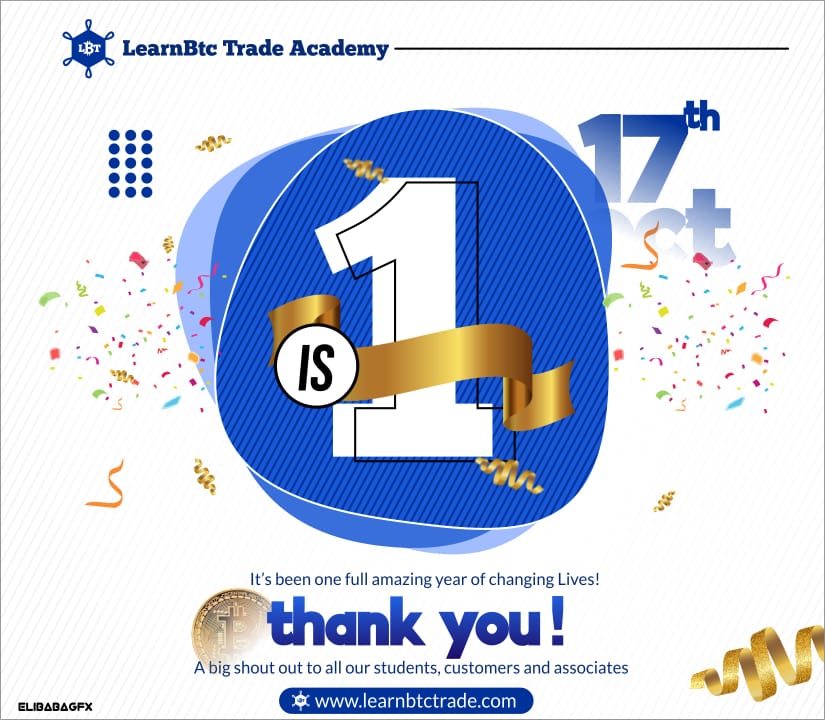 LBT
LearnBtc Trade Academy
17th
oct
1
IS
It's been one full amazing year of changing Lives!
thank you!
A big shout out to all our students, customers and associates
www.learnbtctrade.com
ELIBABAGFX